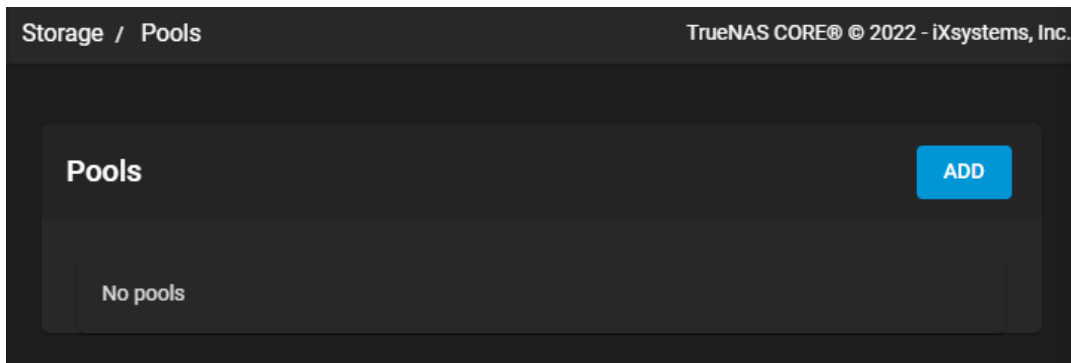 Storage / Pools
TrueNAS CORE® © 2022 - iXsystems, Inc.
Pools
ADD
No pools